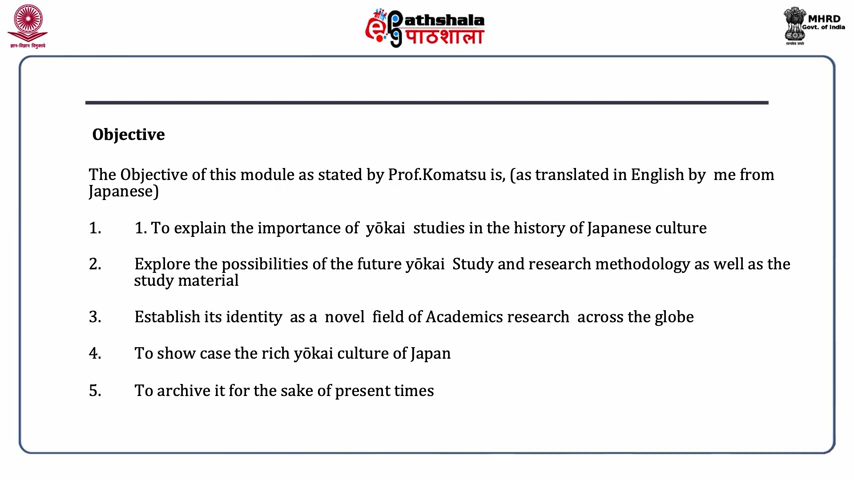 ज्ञान-विज्ञान विमुक्तये
ePathshala
पाठशाला
MHRD
Govt. of India
सत्यमेव जयते
Objective
The Objective of this module as stated by Prof.Komatsu is, (as translated in English by me from
Japanese)
1. 1. To explain the importance of yōkai studies in the history of Japanese culture
2. Explore the possibilities of the future yōkai Study and research methodology as well as the
study material
3. Establish its identity as a novel field of Academics research across the globe
4. To show case the rich yōkai culture of Japan
5. To archive it for the sake of present times